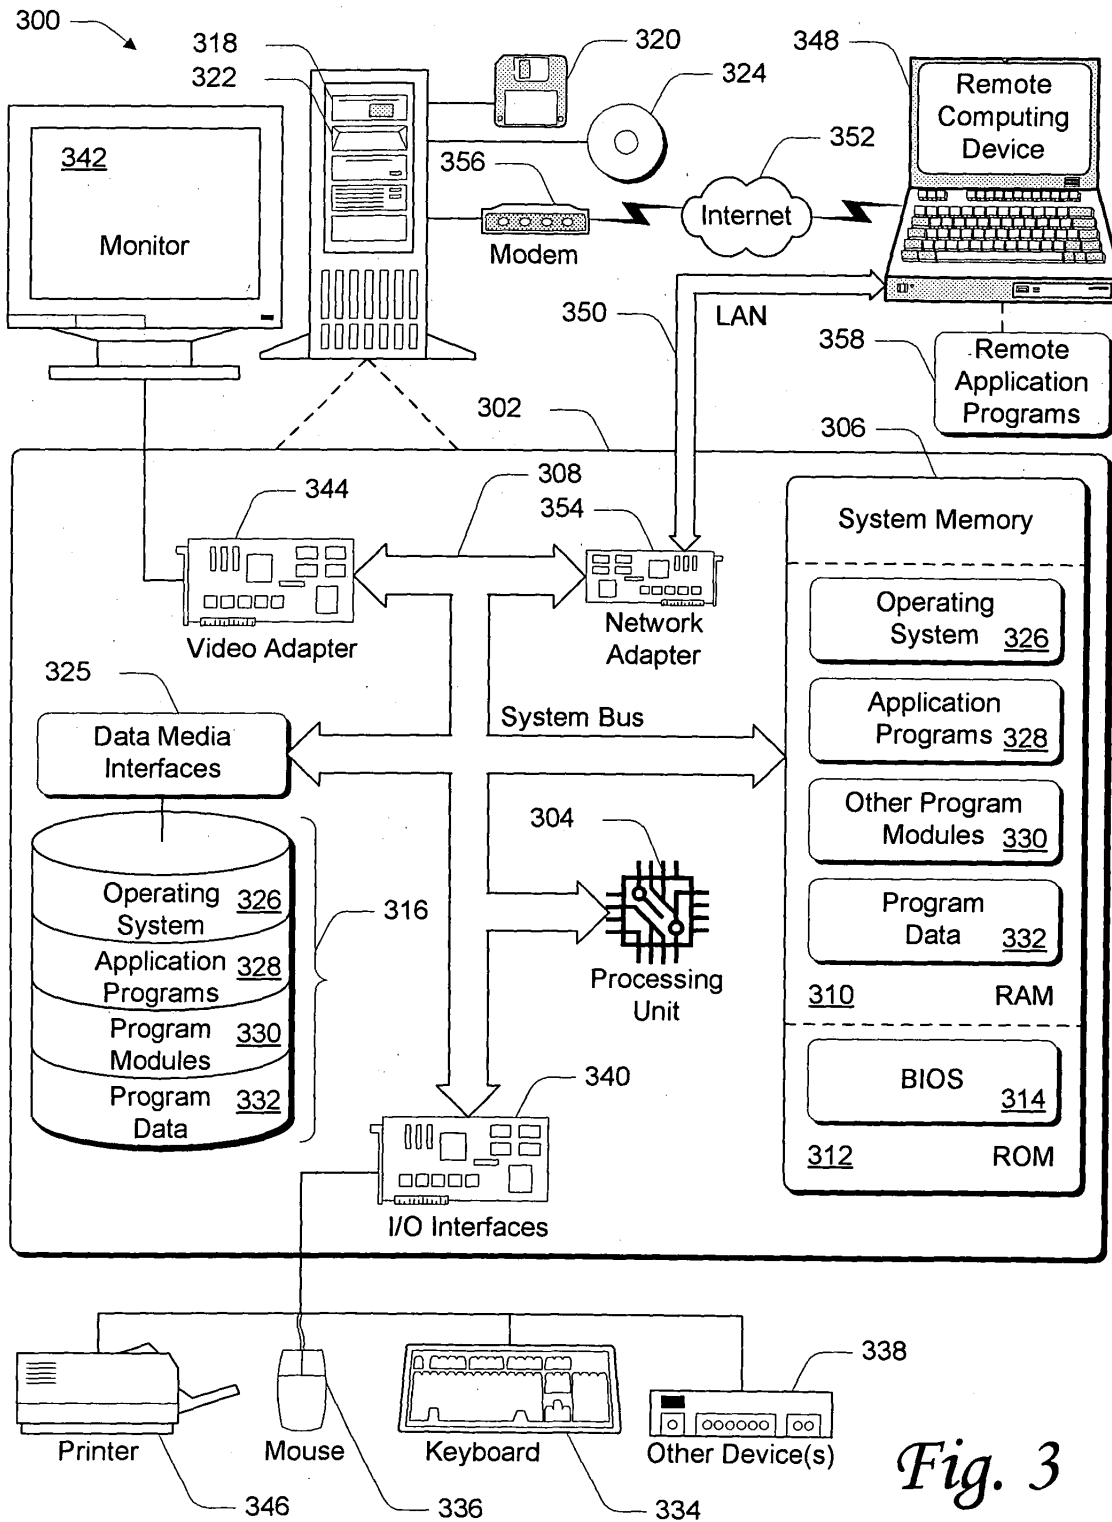 300
318
322
320
324
348
342
Monitor
356
Modem
352
Internet
Remote
Computing
Device
350
LAN
358
Remote
Application
Programs
302
306
308
344
354
Video Adapter
Network
Adapter
System Memory
Operating
System 326
Application
Programs 328
Other Program
Modules 330
Program
Data 332
310 RAM
BIOS
314
312 ROM
325
Data Media
Interfaces
System Bus
304
Processing
Unit
Operating
System 326
Application
Programs 328
Program
Modules 330
Program
Data 332
316
340
I/O Interfaces
Printer
346
Mouse
336
Keyboard
334
338
Other Device(s)
Fig. 3